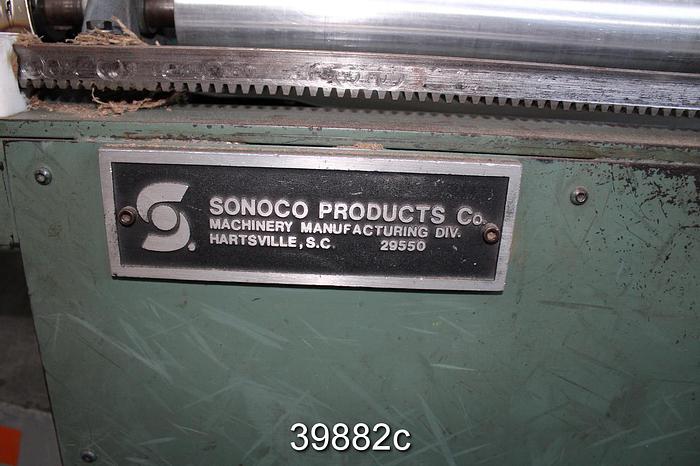 SONOCO PRODUCTS Co.
MACHINERY MANUFACTURING DIV.
HARTSVILLE, S.C. 29550
39882c